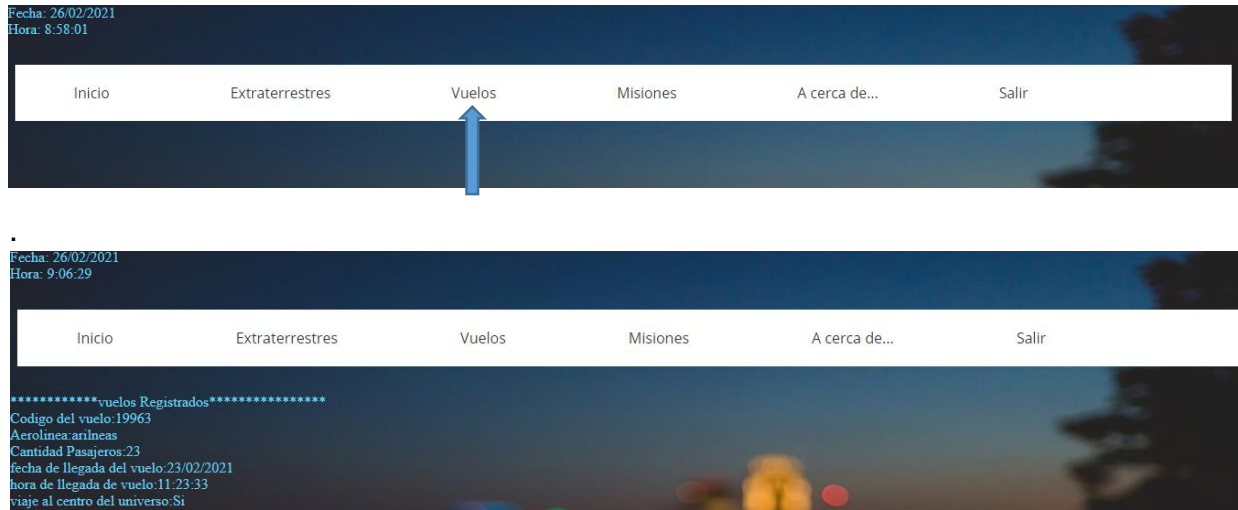 Fecha: 26/02/2021
Hora: 8:58:01
Inicio Extraterrestres Vuelos Misiones A cerca de... Salir
.
Fecha: 26/02/2021
Hora: 9:06:29
Inicio Extraterrestres Vuelos Misiones A cerca de... Salir
************vuelos Registrados****************
Codigo del vuelo:19963
Aerolinea:arilneas
Cantidad Pasajeros:23
fecha de llegada del vuelo:23/02/2021
hora de llegada de vuelo:11:23:33
viaje al centro del universo:Si